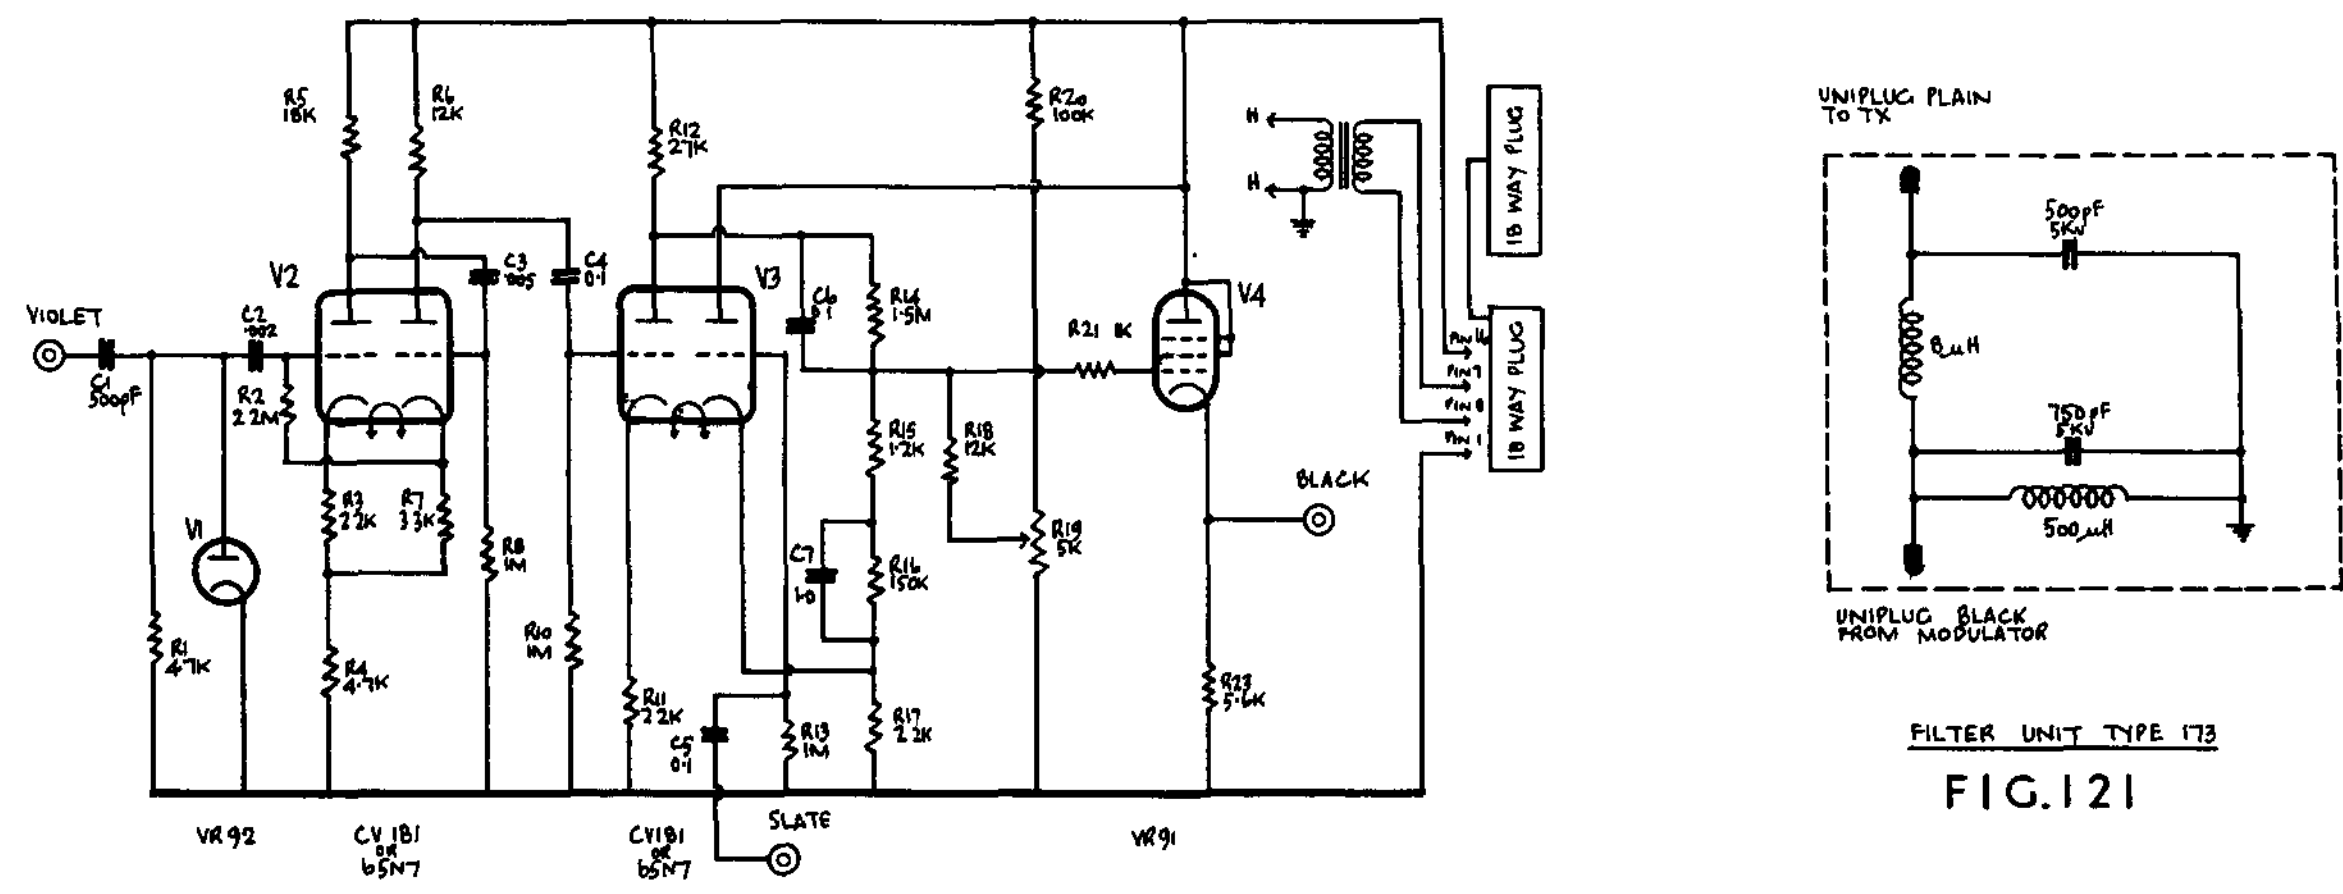 R5
18K
R6
12K
R12
27K
R20
100K
H
H
18 WAY PLUG
V2
C3
.005
C4
0.1
V3
C6
0.1
R14
1.5M
V4
VIOLET
C1
500pF
C2
.002
R2
2.2M
R21 1K
PIN 16
PIN 7
PIN 8
PIN 1
18 WAY PLUG
R3
2.2K
R7
3.3K
V1
R8
1M
R15
1.2K
R18
12K
C7
1.0
R16
150K
R19
5K
BLACK
R1
4.7K
R4
4.7K
R10
1M
R11
2.2K
C5
0.1
R13
1M
R17
2.2K
R23
5.6K
SLATE
VR92
CV181
OR
6SN7
CV181
OR
6SN7
VR91
UNIPLUG PLAIN
TO TX
500pF
5KV
8μH
750pF
5KV
500μH
UNIPLUG BLACK
FROM MODULATOR
FILTER UNIT TYPE 173
FIG.121